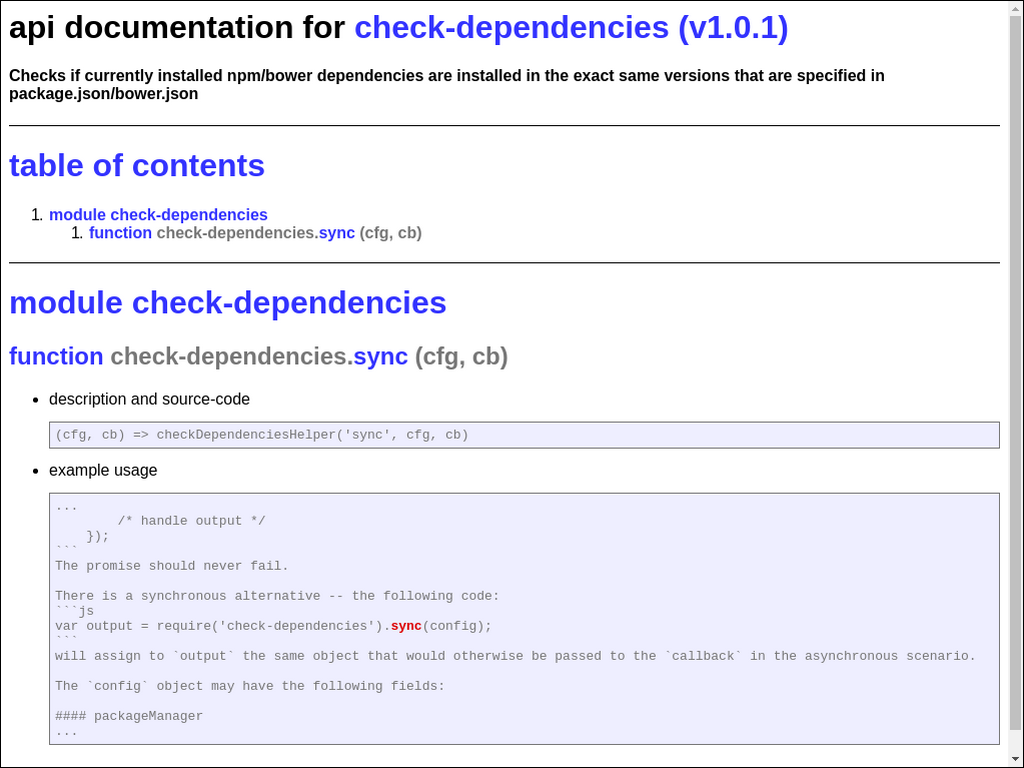 api documentation for check-dependencies (v1.0.1)
Checks if currently installed npm/bower dependencies are installed in the exact same versions that are specified in
package.json/bower.json
table of contents
1. module check-dependencies
1. function check-dependencies.sync (cfg, cb)
module check-dependencies
function check-dependencies.sync (cfg, cb)
• description and source-code
(cfg, cb) => checkDependenciesHelper('sync', cfg, cb)
• example usage
...
        /* handle output */
    });
```
The promise should never fail.
There is a synchronous alternative -- the following code:
```js
var output = require('check-dependencies').sync(config);
```
will assign to `output` the same object that would otherwise be passed to the `callback` in the asynchronous scenario.
The `config` object may have the following fields:
#### packageManager
...